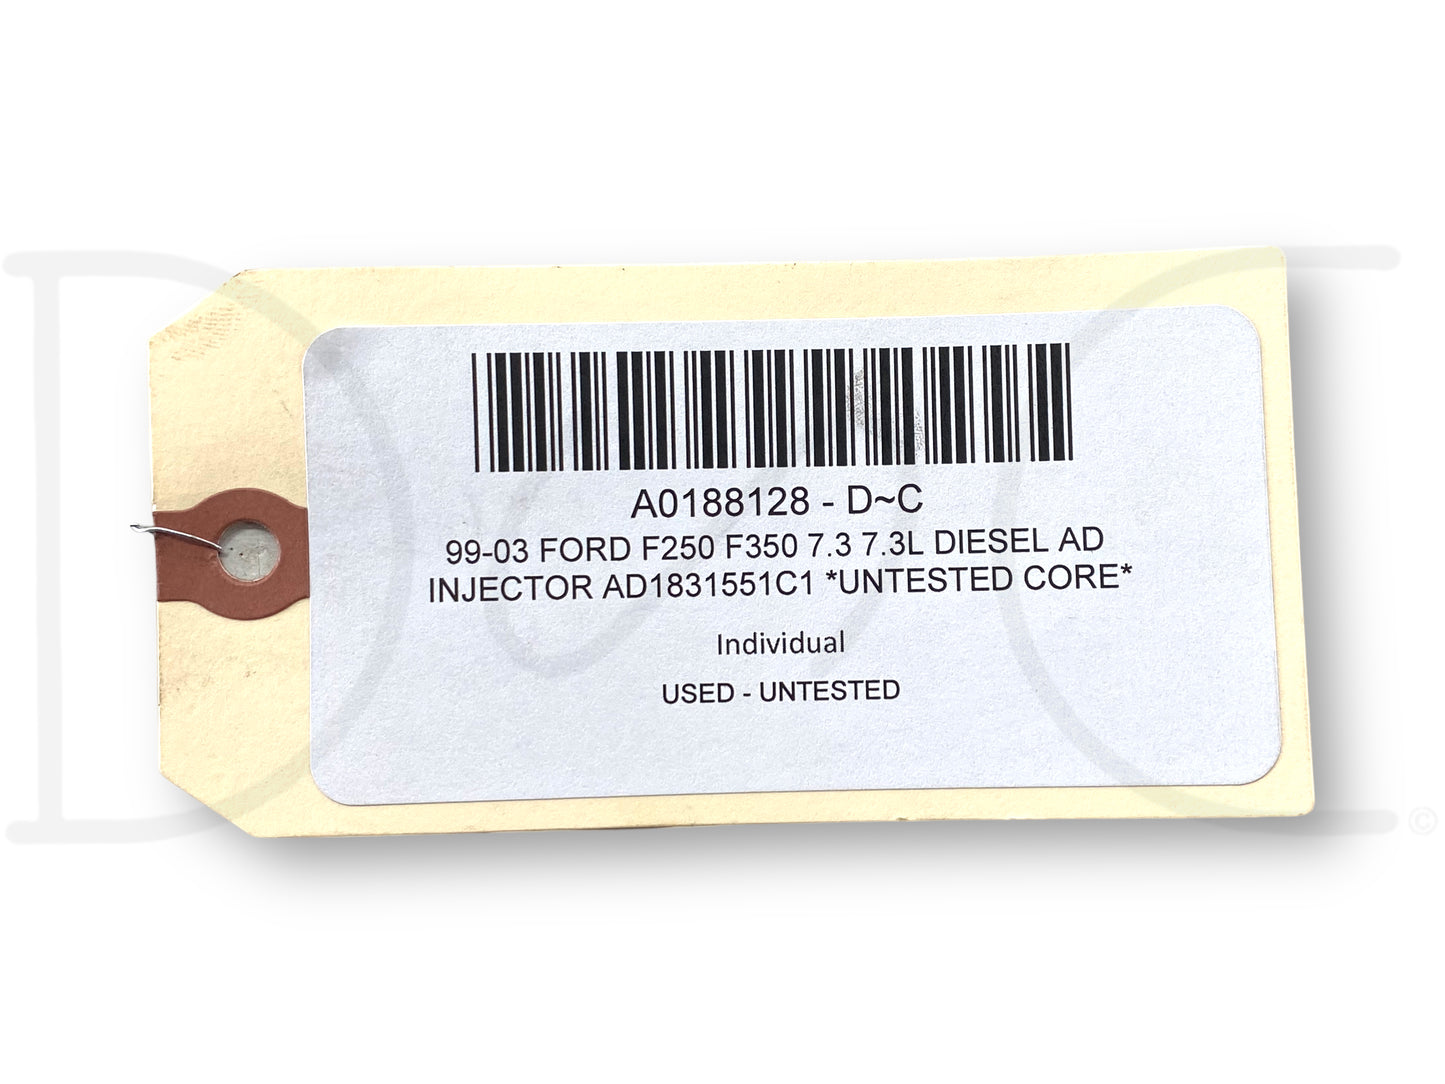 A0188128 - D~C
99-03 FORD F250 F350 7.3 7.3L DIESEL AD
INJECTOR AD1831551C1 *UNTESTED CORE*
Individual
USED - UNTESTED
D&C ©